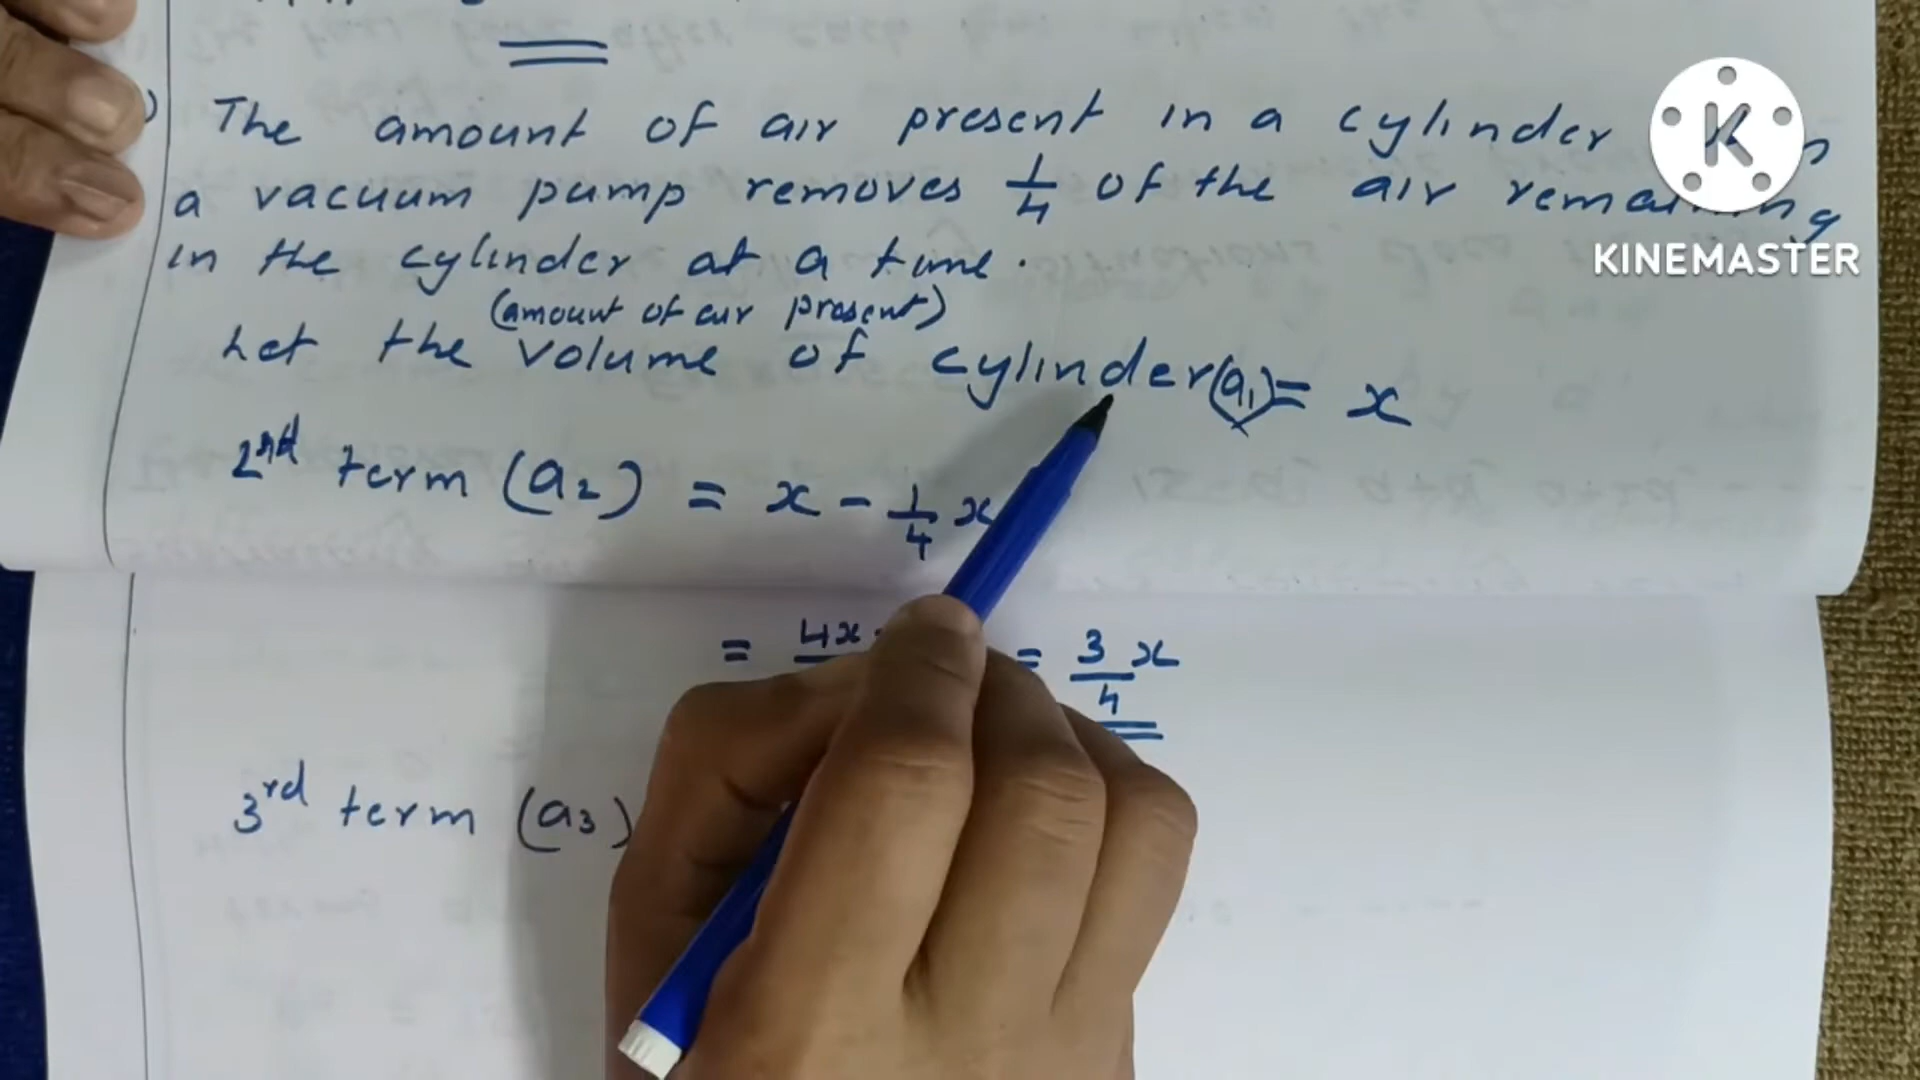 The amount of air present in a cylinder
a vacuum pump removes 1/4 of the air remaining
in the cylinder at a time.
(amount of air present)
Let the volume of cylinder (a1) = x
2nd term (a2) = x - 1/4 x
= 4x = 3/4 x
3rd term (a3)
K
KINEMASTER